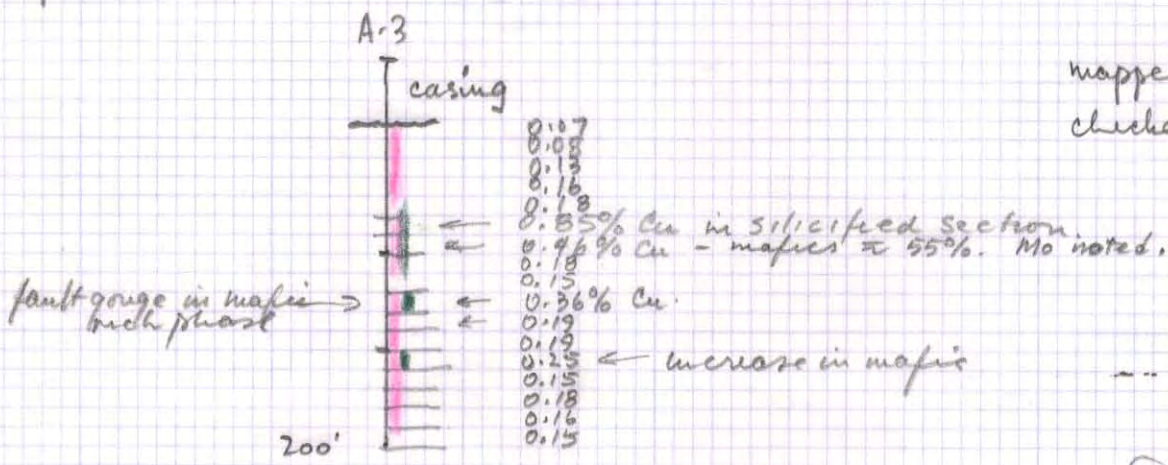 A-3
casing
mappe
checke
0.07
0.08
0.13
0.16
0.18
0.85% Cu in silicified section.
0.46% Cu - mafics ≈ 55%. Mo noted.
0.18
0.15
fault gouge in mafic
rich phase
0.36% Cu.
0.19
0.19
0.25 ← increase in mafic
0.15
0.18
0.16
0.15
200'